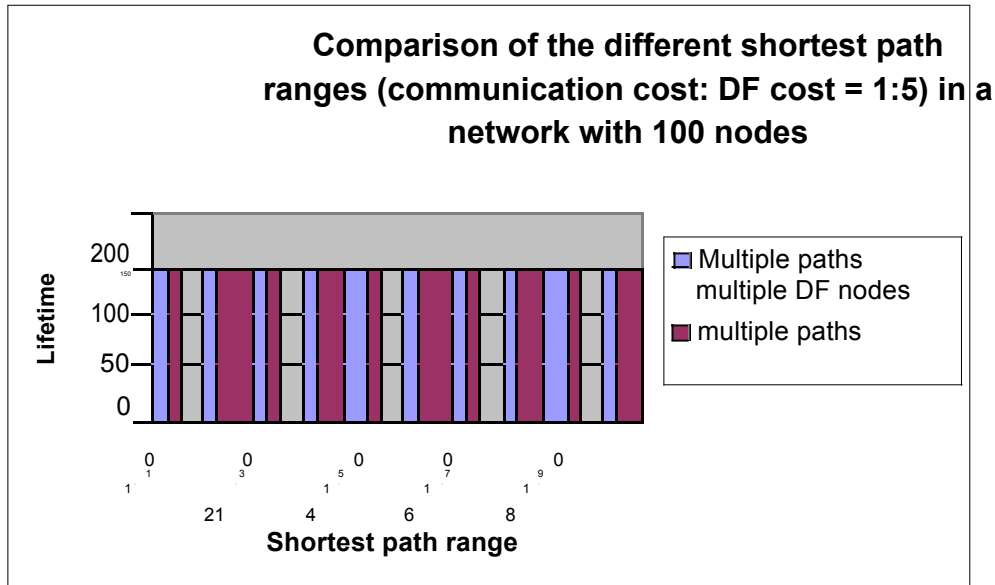 Comparison of the different shortest path
ranges (communication cost: DF cost = 1:5) in a
network with 100 nodes
200
150
100
50
0
Lifetime
Multiple paths
multiple DF nodes
multiple paths
0 0 0 0 0
1 3 5 7 9
1 1 1 1
21 4 6 8
Shortest path range